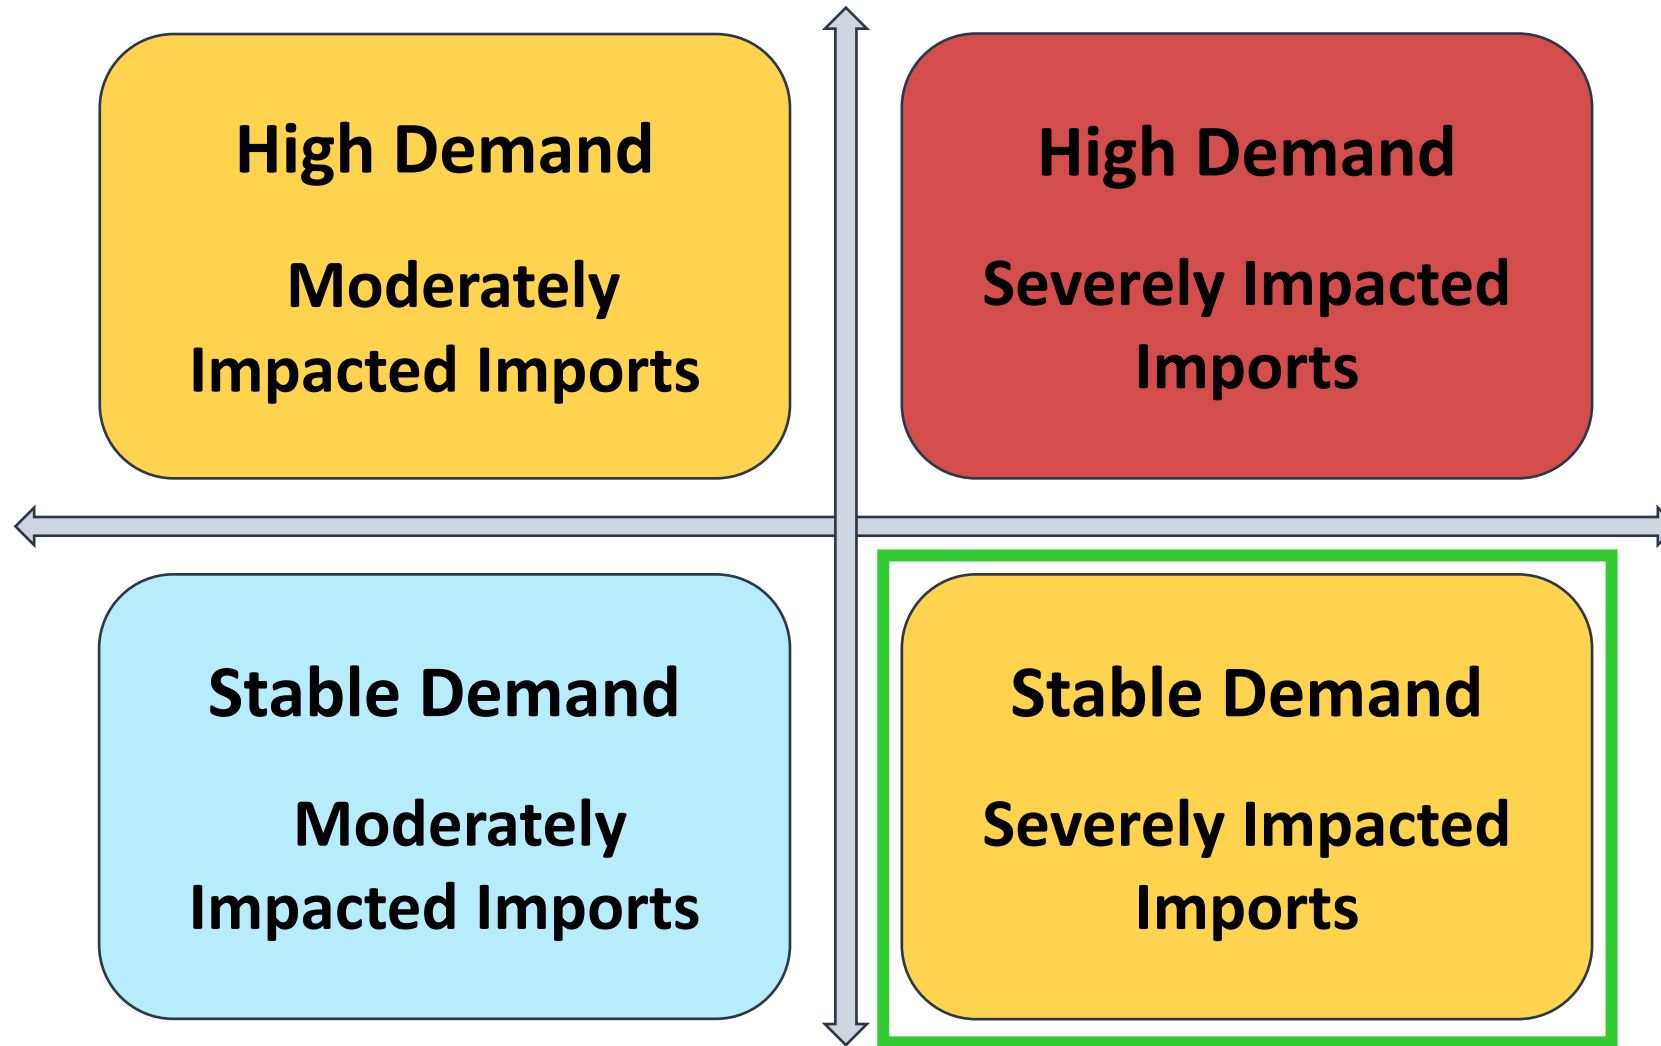 High Demand
Moderately
Impacted Imports
High Demand
Severely Impacted
Imports
Stable Demand
Moderately
Impacted Imports
Stable Demand
Severely Impacted
Imports